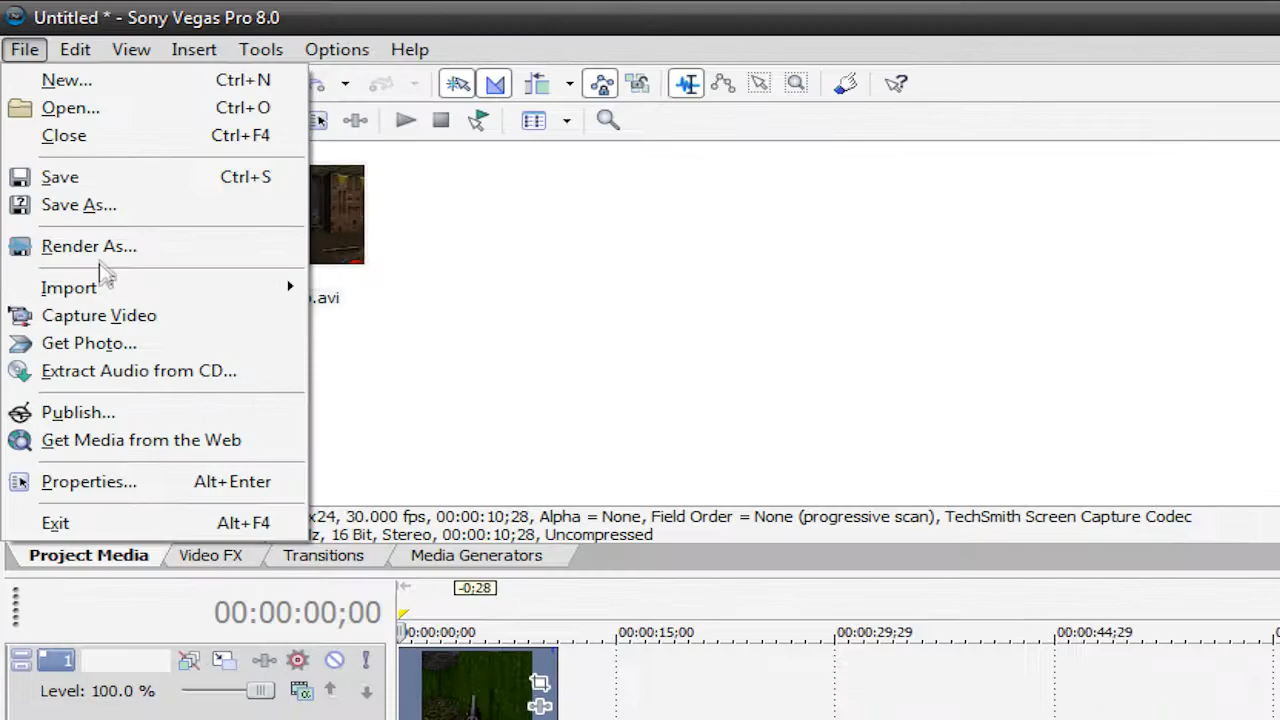 Untitled * - Sony Vegas Pro 8.0
File Edit View Insert Tools Options Help
New... Ctrl+N
Open... Ctrl+O
Close Ctrl+F4
Save Ctrl+S
Save As...
Render As...
Import
Capture Video
Get Photo...
Extract Audio from CD...
Publish...
Get Media from the Web
Properties... Alt+Enter
Exit Alt+F4
.avi
x24, 30.000 fps, 00:00:10;28, Alpha = None, Field Order = None (progressive scan), TechSmith Screen Capture Codec
Hz, 16 Bit, Stereo, 00:00:10;28, Uncompressed
Project Media Video FX Transitions Media Generators
-0;28
00:00:00;00
00:00:00;00 00:00:15;00 00:00:29;29 00:00:44;29
1
Level: 100.0 %